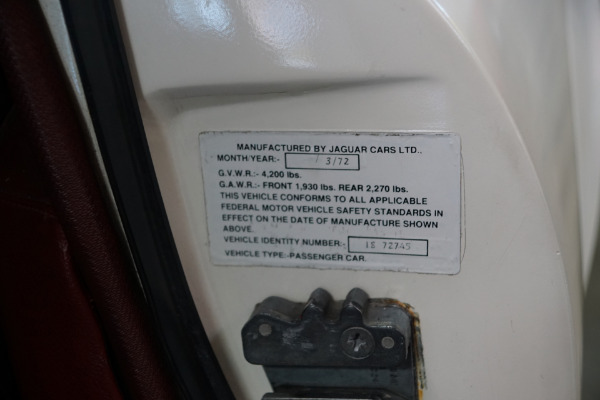 MANUFACTURED BY JAGUAR CARS LTD..
MONTH/YEAR:- 3/72
G.V.W.R.:- 4,200 lbs.
G.A.W.R.:- FRONT 1,930 lbs. REAR 2,270 lbs.
THIS VEHICLE CONFORMS TO ALL APPLICABLE
FEDERAL MOTOR VEHICLE SAFETY STANDARDS IN
EFFECT ON THE DATE OF MANUFACTURE SHOWN
ABOVE.
VEHICLE IDENTITY NUMBER:- 1S 72745
VEHICLE TYPE:-PASSENGER CAR.